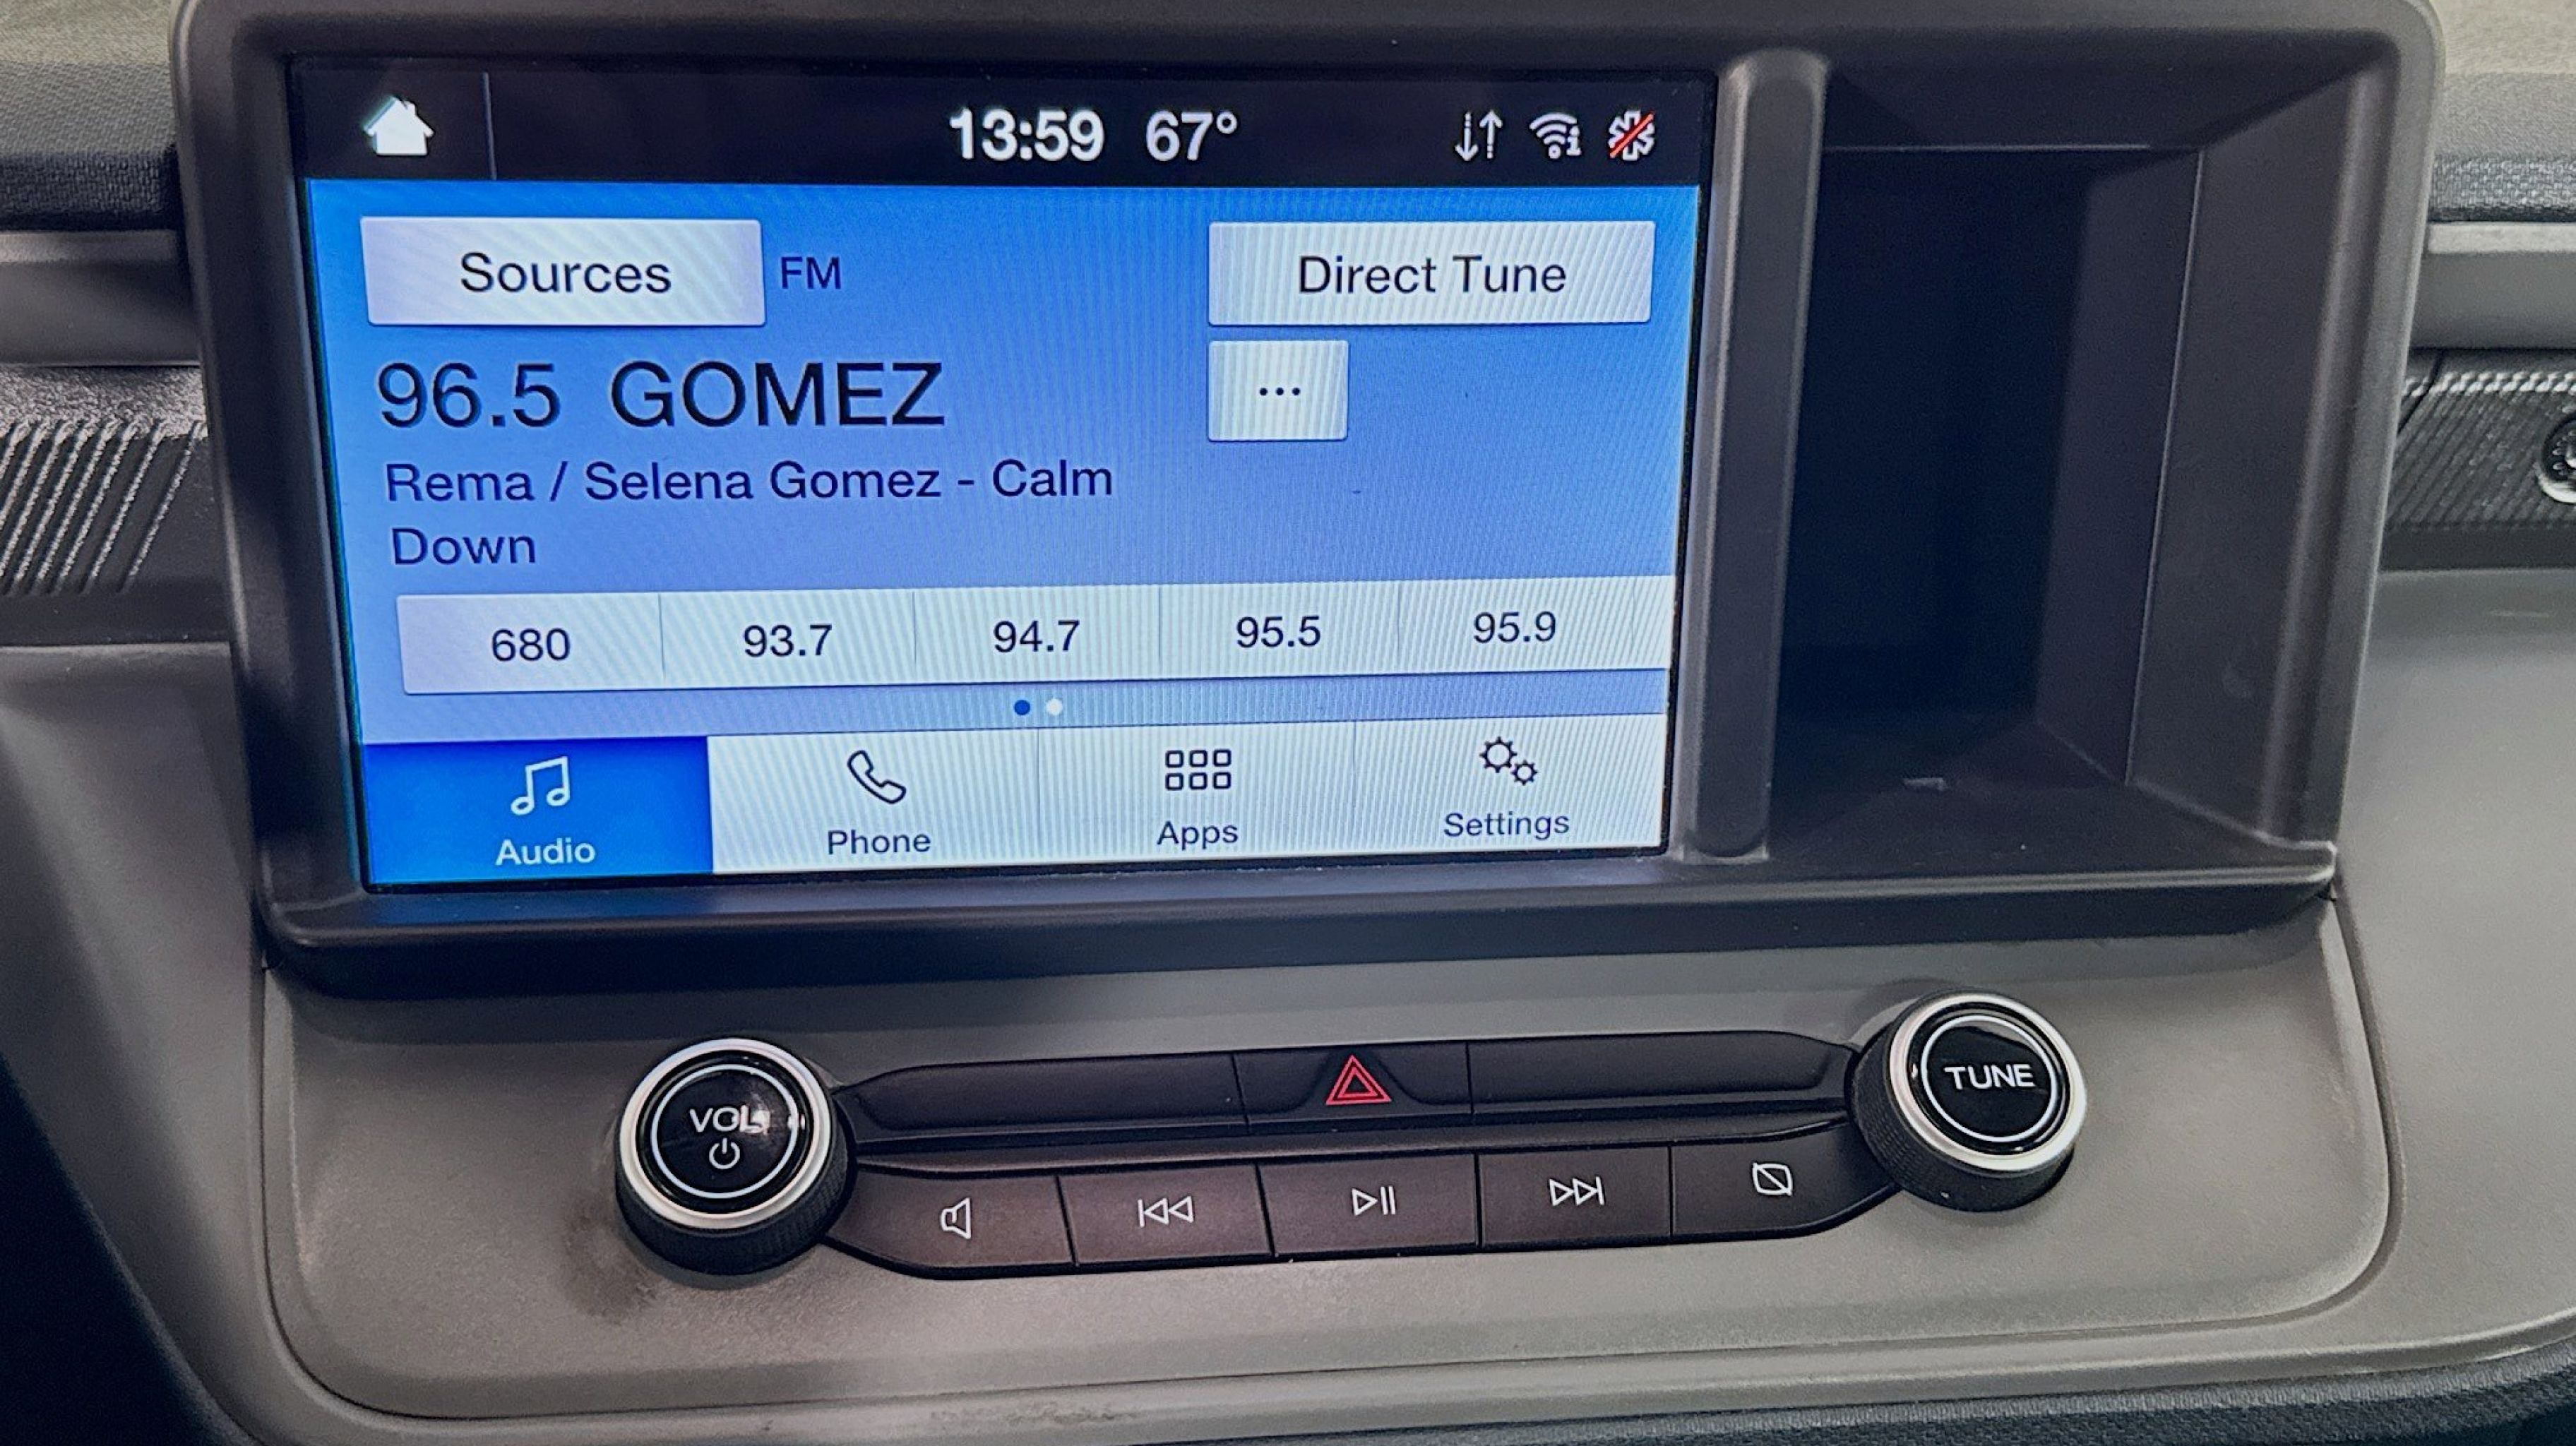 13:59 67°
Sources FM Direct Tune
96.5 GOMEZ ...
Rema / Selena Gomez - Calm
Down
680 93.7 94.7 95.5 95.9
Audio Phone Apps Settings
VOL TUNE